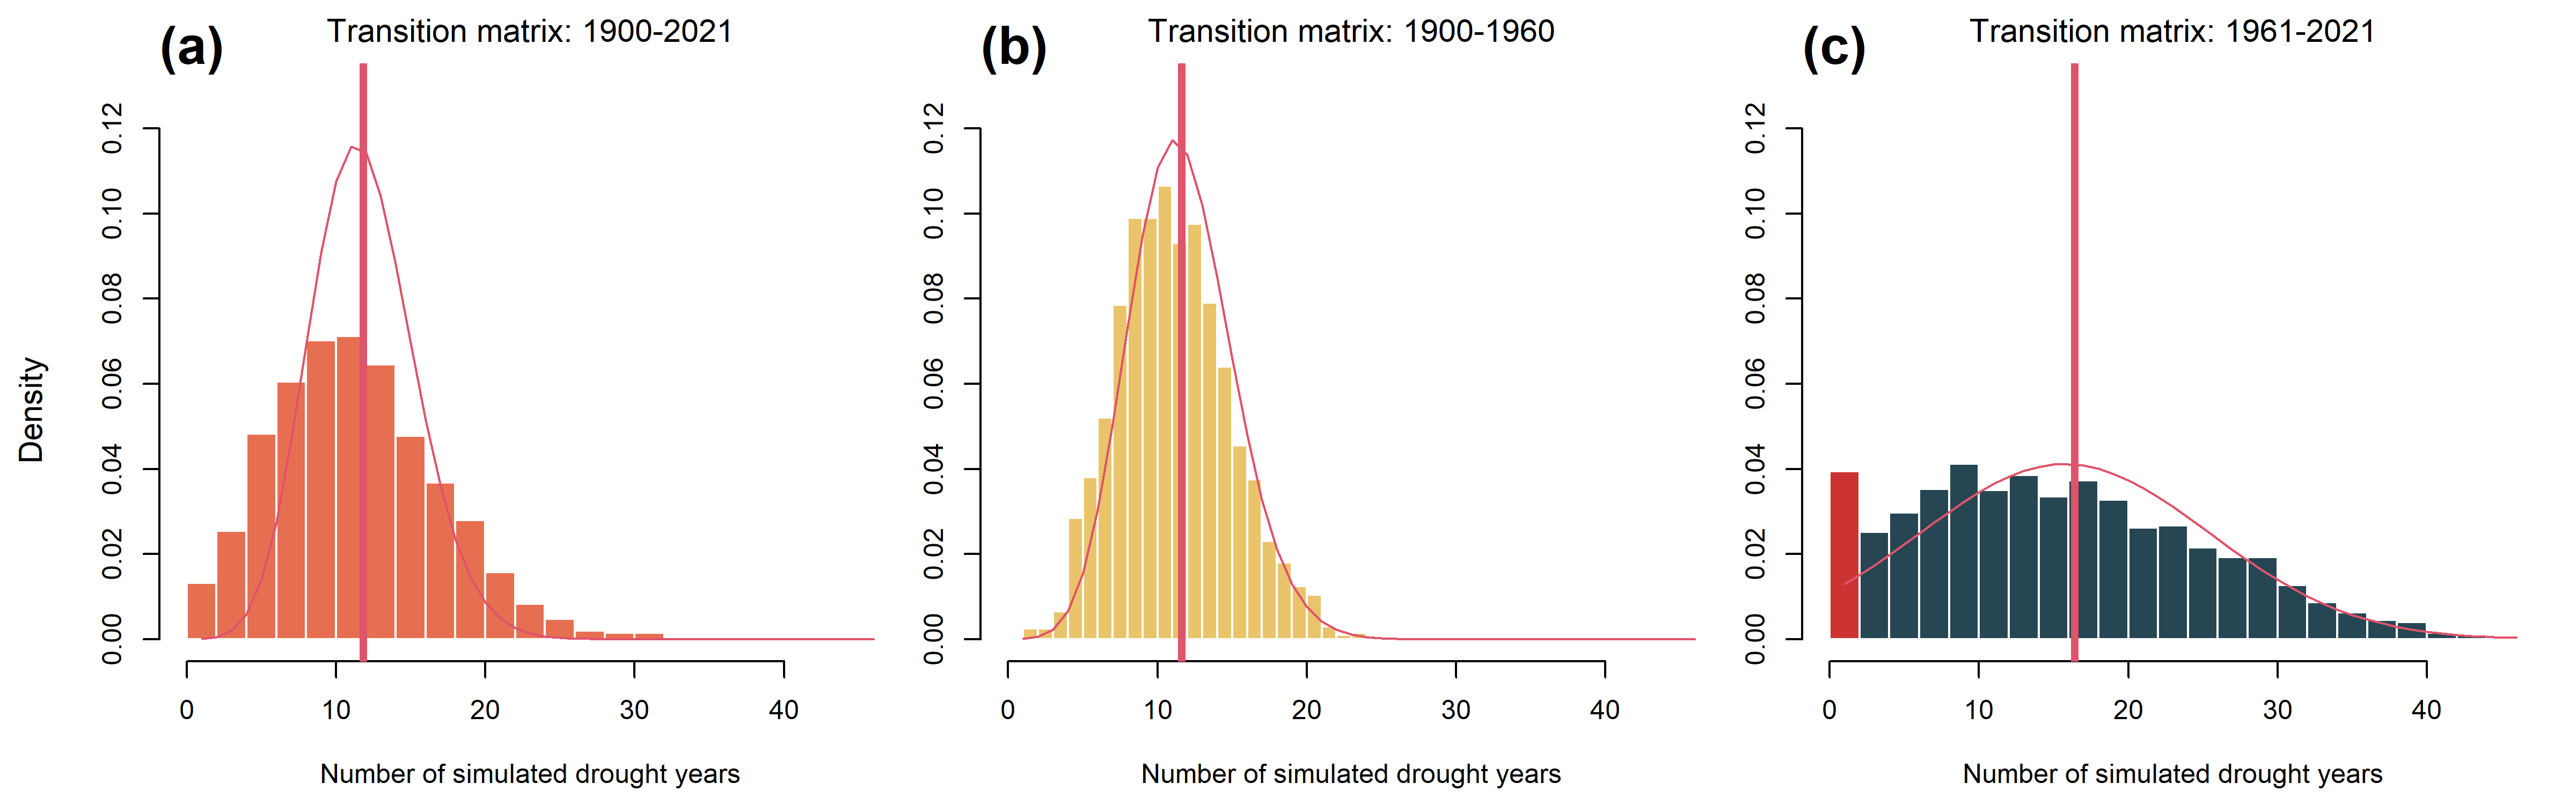 (a) Transition matrix: 1900-2021
Density
0.00 0.02 0.04 0.06 0.08 0.10 0.12
0 10 20 30 40
Number of simulated drought years
(b) Transition matrix: 1900-1960
0.00 0.02 0.04 0.06 0.08 0.10 0.12
0 10 20 30 40
Number of simulated drought years
(c) Transition matrix: 1961-2021
0.00 0.02 0.04 0.06 0.08 0.10 0.12
0 10 20 30 40
Number of simulated drought years